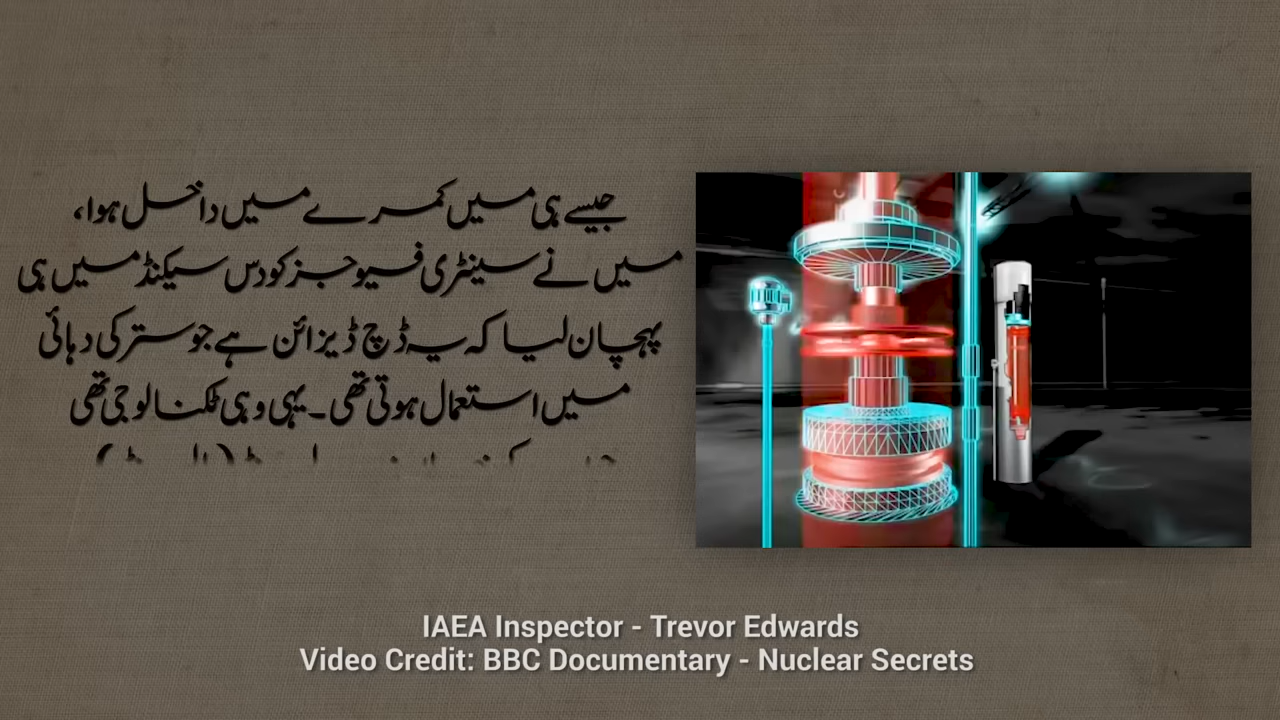 جیسے ہی میں کمرے میں داخل ہوا،
میں نے سینٹری فیوجز کو دس سیکنڈ میں ہی
پہچان لیا کہ یہ ڈچ ڈیزائن ہے جو ستر کی دہائی
میں استعمال ہوتی تھی۔ یہی وہی ٹکنالوجی تھی
IAEA Inspector - Trevor Edwards
Video Credit: BBC Documentary - Nuclear Secrets